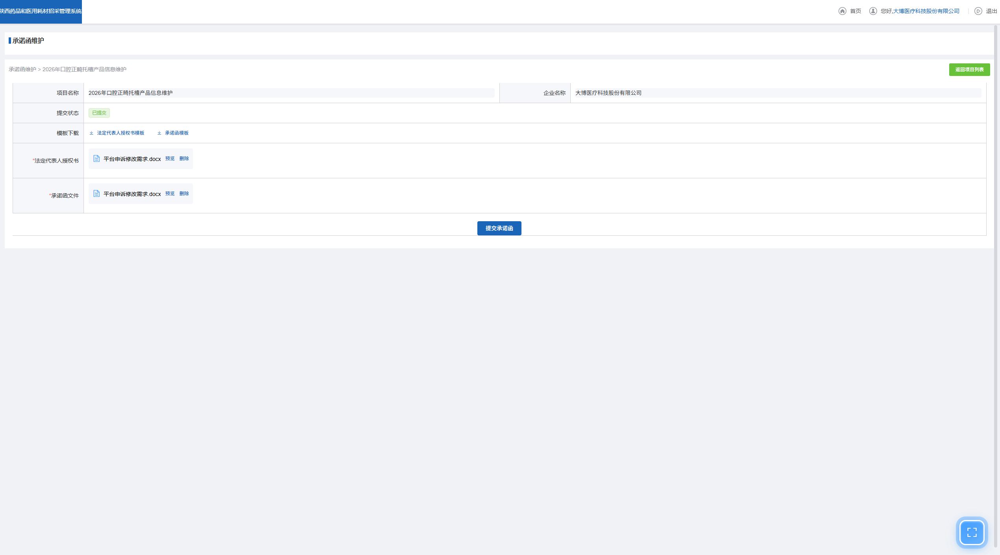 陕西药品和医用耗材招采管理系统
首页 您好,大博医疗科技股份有限公司 | 退出
承诺函维护
承诺函维护 > 2026年口腔正畸托槽产品信息维护
返回项目列表
项目名称 2026年口腔正畸托槽产品信息维护 企业名称 大博医疗科技股份有限公司
提交状态 已提交
模板下载 法定代表人授权书模板 承诺函模板
*法定代表人授权书 平台申诉修改需求.docx 预览 删除
*承诺函文件 平台申诉修改需求.docx 预览 删除
提交承诺函